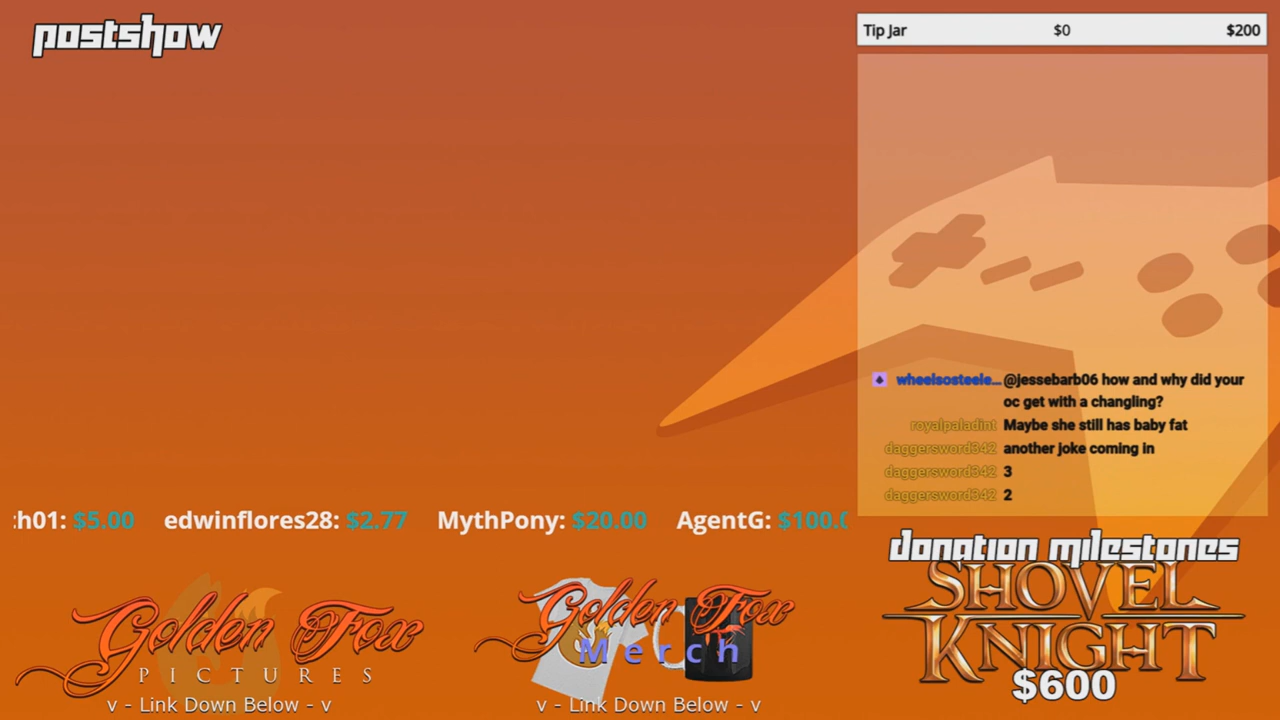 postshow
Tip Jar $0 $200
wheelsosteele... @jessebarb06 how and why did your
oc get with a changling?
royalpaladint Maybe she still has baby fat
daggersword342 another joke coming in
daggersword342 3
daggersword342 2
h01: $5.00 edwinflores28: $2.77 MythPony: $20.00 AgentG: $100.0
donation milestones
SHOVEL
KNIGHT
$600
Golden Fox
PICTURES
v - Link Down Below - v
Golden Fox
Merch
v - Link Down Below - v